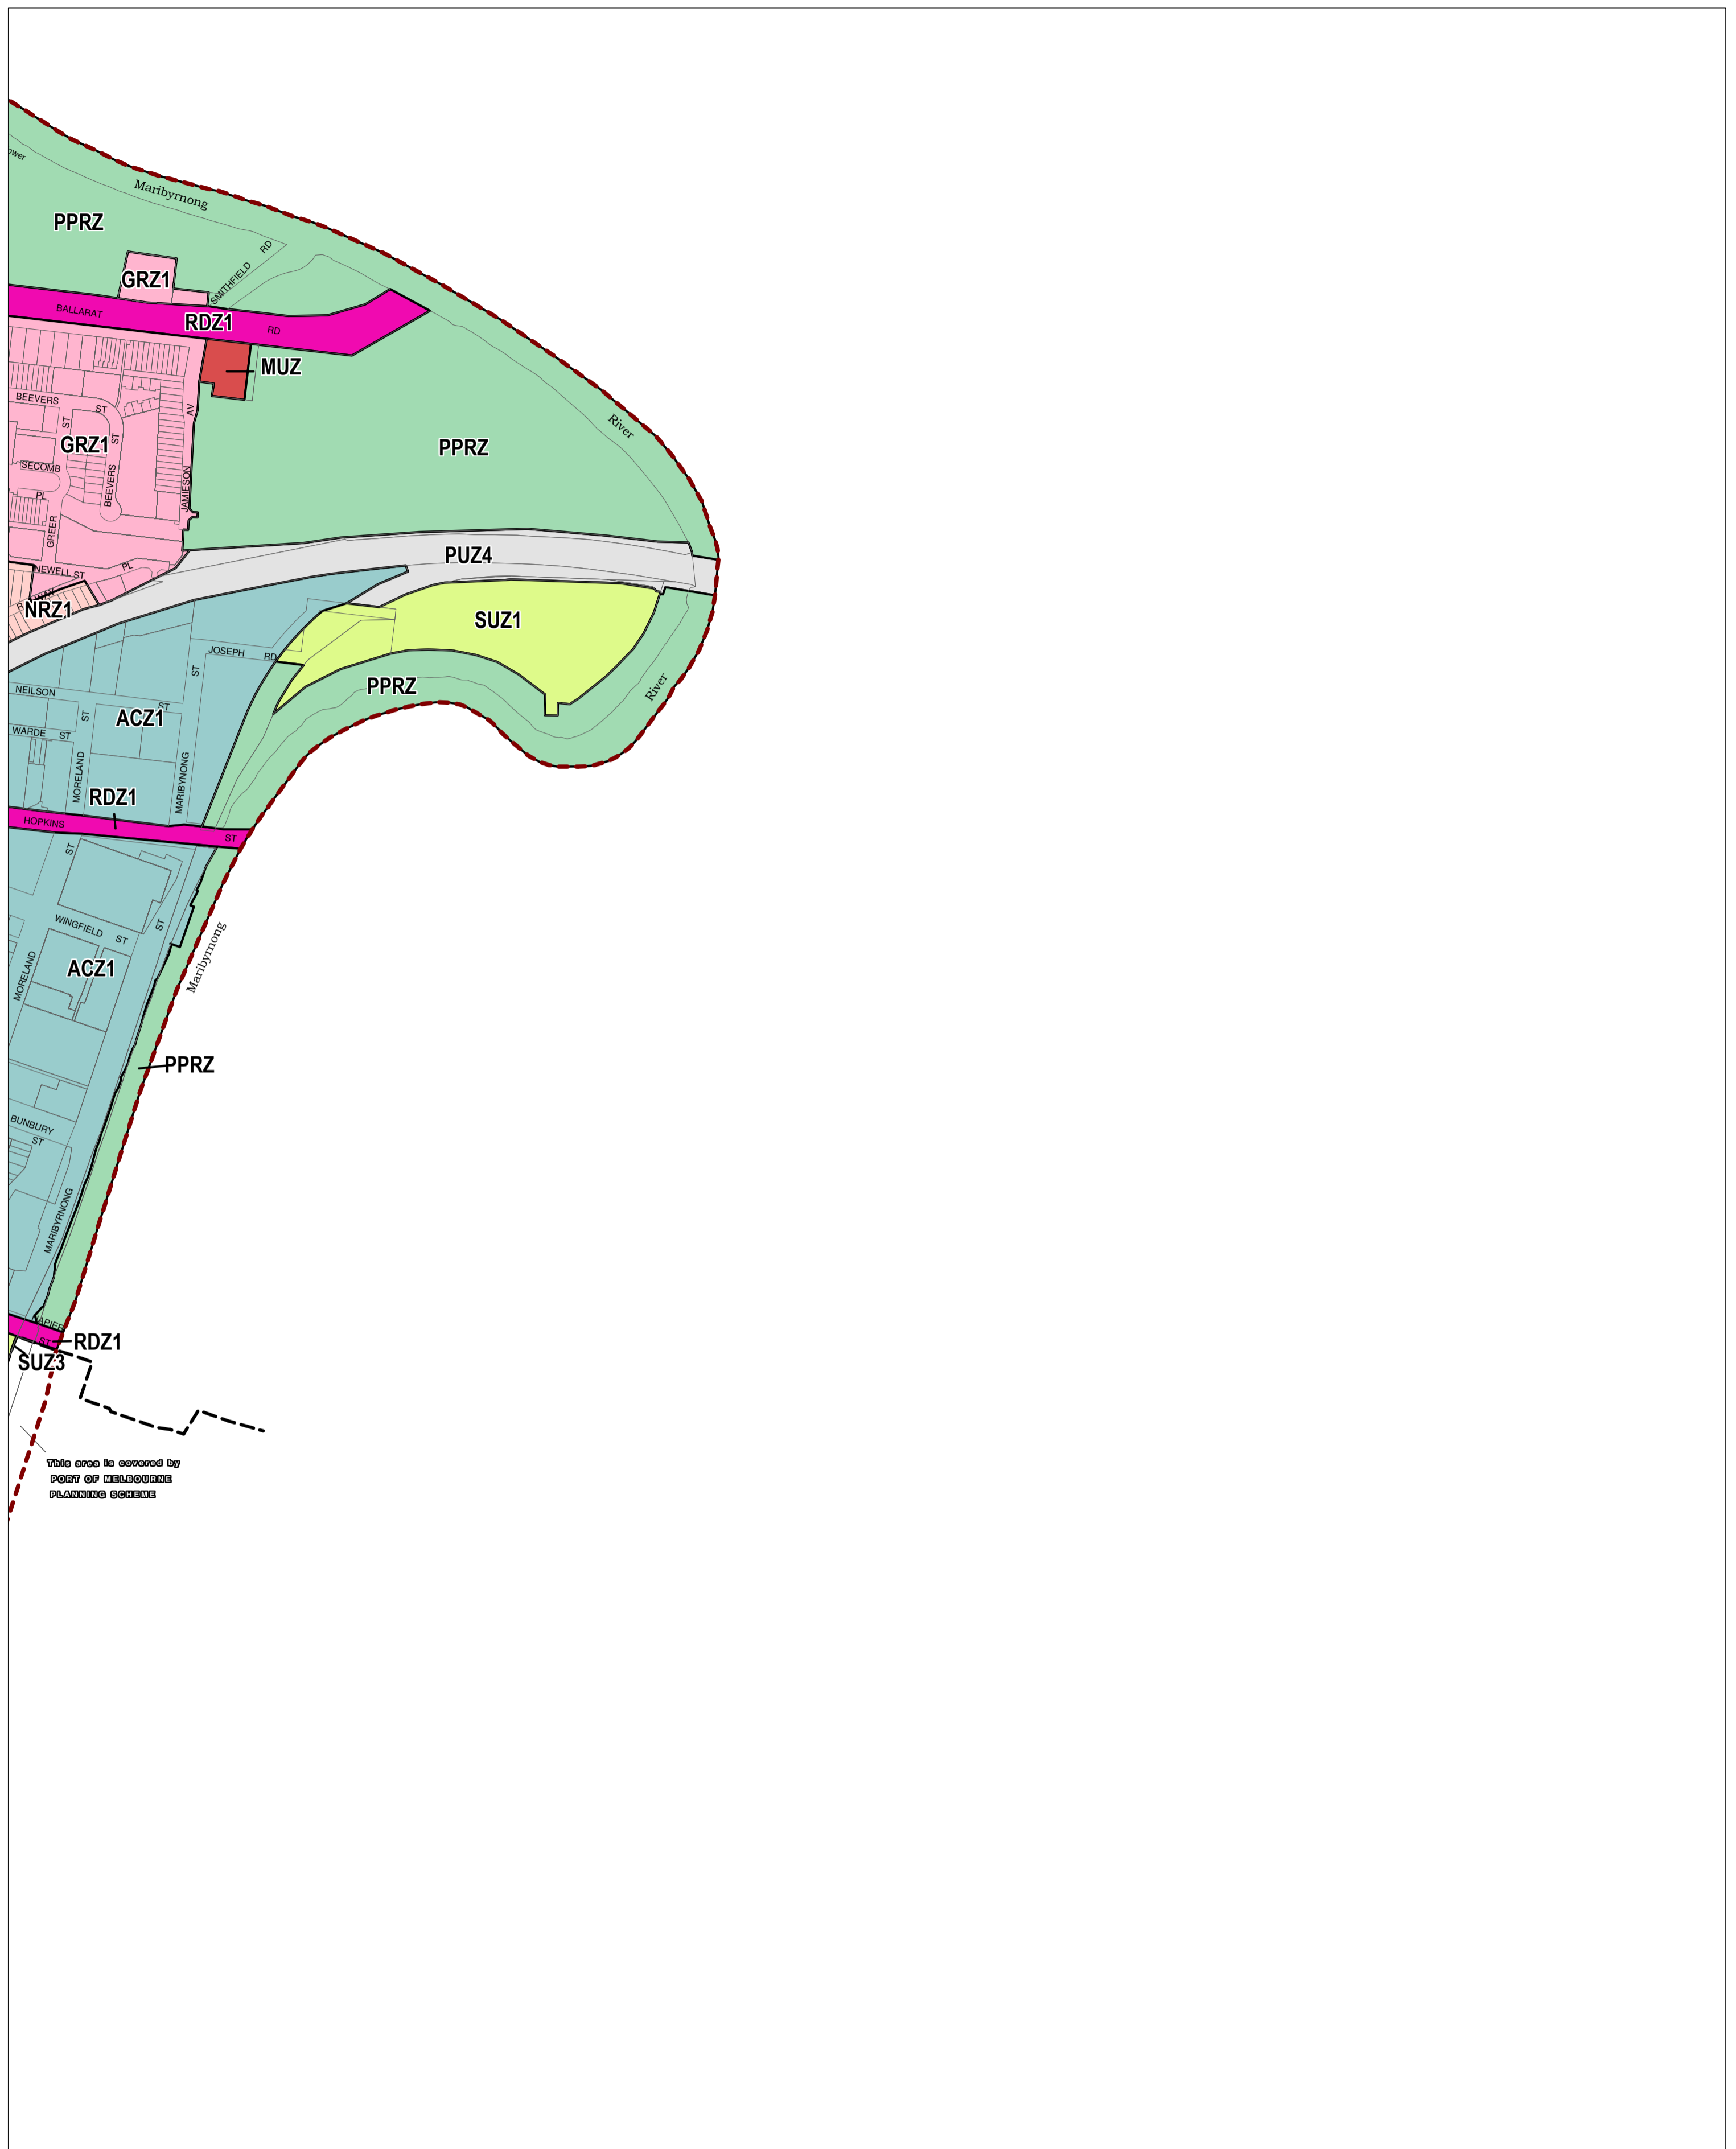 Maribyrnong
PPRZ
RD
SMITHFIELD
GRZ1
BALLARAT
RDZ1
RD
MUZ
BEEVERS
ST
AV
ST
ST
River
GRZ1
PPRZ
SECOMB
BEEVERS
JAMIESON
PL
GREER
PUZ4
NEWELL ST
PL
NRZ1
SUZ1
JOSEPH RD
ST
PPRZ
River
NEILSON
ST
ST
ACZ1
WARDE ST
MORELAND
MARIBYNONG
RDZ1
HOPKINS
ST
ST
WINGFIELD
ST
ST
Maribyrnong
MORELAND
ACZ1
PPRZ
BUNBURY
ST
MARIBYRNONG
NAPIER
ST
RDZ1
SUZ3
This area is covered by
PORT OF MELBOURNE
PLANNING SCHEME